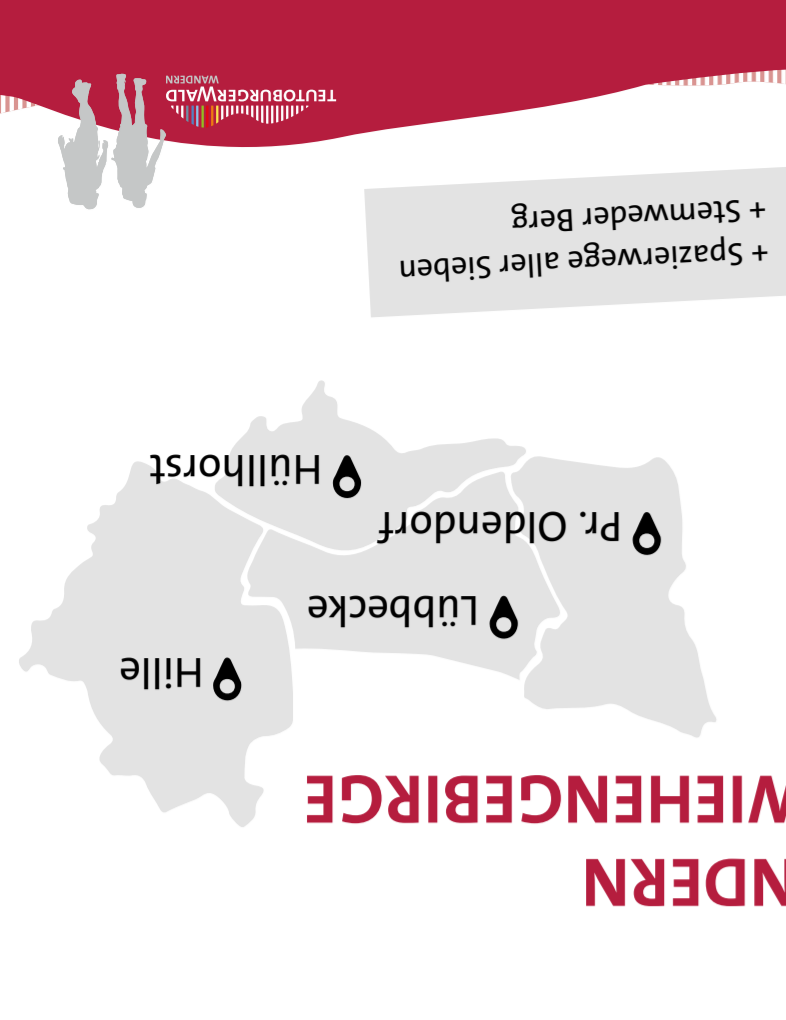 NDERN
WIEHENGEBIRGE
Hille
Lübbecke
Pr. Oldendorf
Hüllhorst
+ Spazierwege aller Sieben
+ Stemweder Berg
TEUTOBURGERWALD
WANDERN